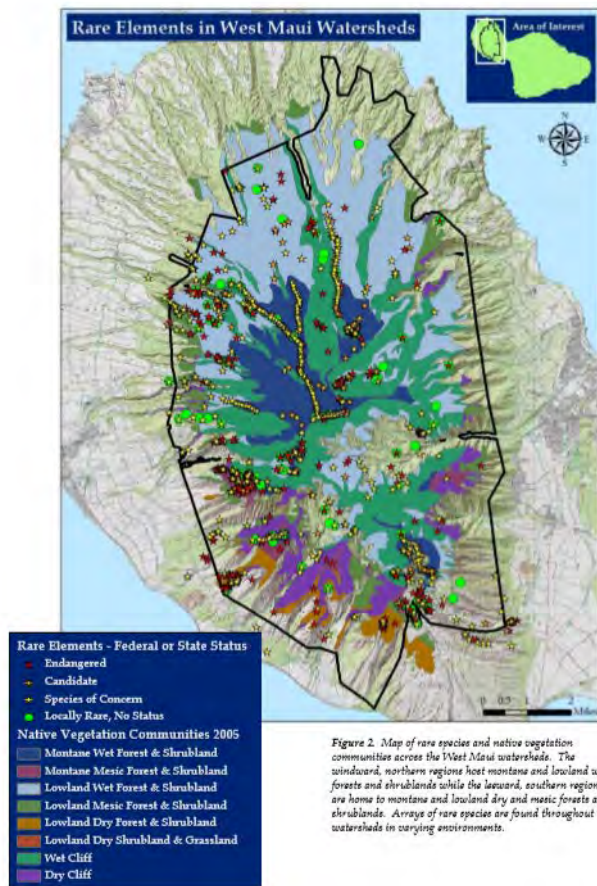 Rare Elements in West Maui Watersheds
Area of Interest
N
W E
S
0 0.5 1 2
Miles
Rare Elements - Federal or State Status
Endangered
Candidate
Species of Concern
Locally Rare, No Status
Native Vegetation Communities 2005
Montane Wet Forest & Shrubland
Montane Mesic Forest & Shrubland
Lowland Wet Forest & Shrubland
Lowland Mesic Forest & Shrubland
Lowland Dry Forest & Shrubland
Lowland Dry Shrubland & Grassland
Wet Cliff
Dry Cliff
Figure 2. Map of rare species and native vegetation
communities across the West Maui watersheds. The
windward, northern regions host montane and lowland w
forests and shrublands while the leeward, southern region
are home to montane and lowland dry and mesic forests a
shrublands. Arrays of rare species are found throughout
watersheds in varying environments.